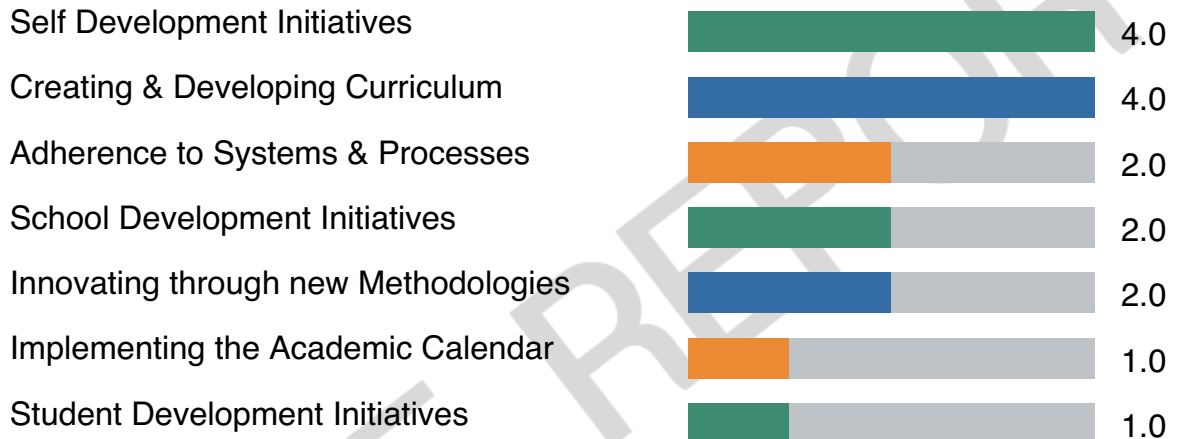 Self Development Initiatives 4.0
Creating & Developing Curriculum 4.0
Adherence to Systems & Processes 2.0
School Development Initiatives 2.0
Innovating through new Methodologies 2.0
Implementing the Academic Calendar 1.0
Student Development Initiatives 1.0
REPOR